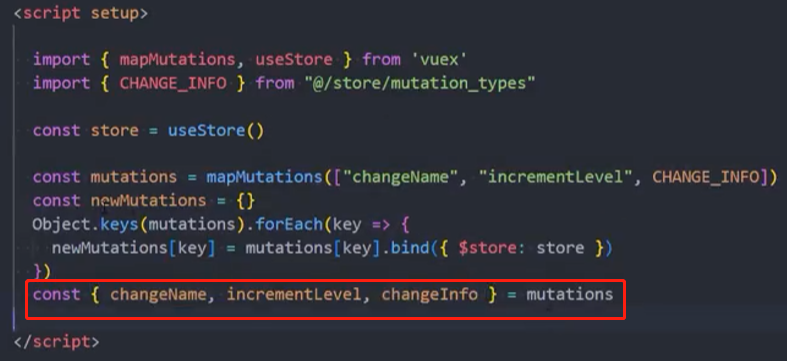 <script setup>
import { mapMutations, useStore } from 'vuex'
import { CHANGE_INFO } from "@/store/mutation_types"
const store = useStore()
const mutations = mapMutations(["changeName", "incrementLevel", CHANGE_INFO])
const newMutations = {}
Object.keys(mutations).forEach(key => {
newMutations[key] = mutations[key].bind({ $store: store })
})
const { changeName, incrementLevel, changeInfo } = mutations
</script>